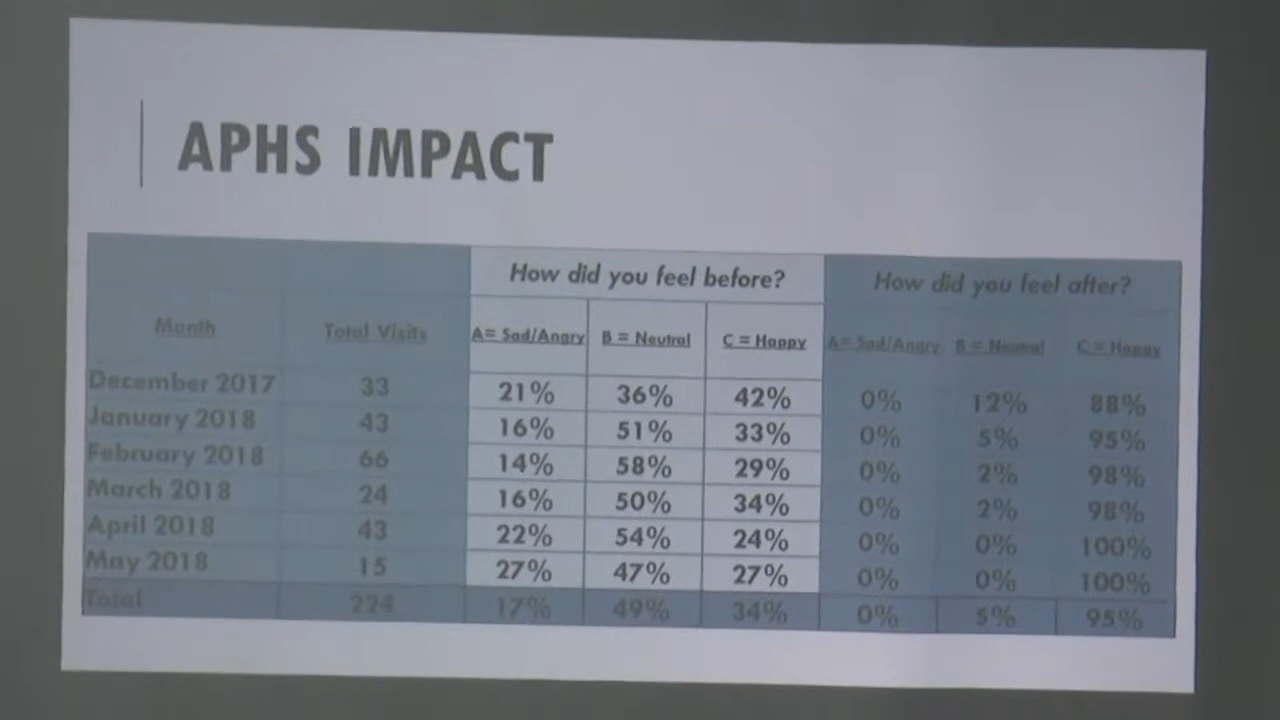 APHS IMPACT
How did you feel before? How did you feel after?
Month Total Visits A= Sad/Angry B = Neutral C = Happy A= Sad/Angry B = Neutral C = Happy
December 2017 33 21% 36% 42% 0% 12% 88%
January 2018 43 16% 51% 33% 0% 5% 95%
February 2018 66 14% 58% 29% 0% 2% 98%
March 2018 24 16% 50% 34% 0% 2% 98%
April 2018 43 22% 54% 24% 0% 0% 100%
May 2018 15 27% 47% 27% 0% 0% 100%
Total 224 17% 49% 34% 0% 5% 95%